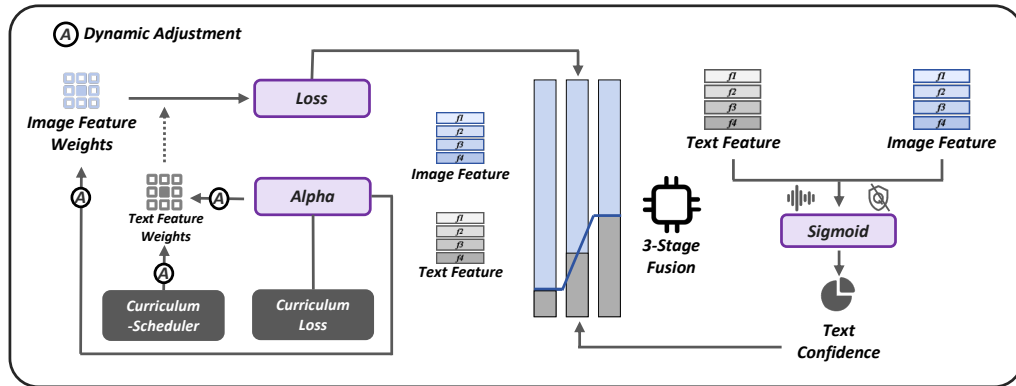 A Dynamic Adjustment
Image Feature
Weights
Loss
A
Text Feature
Weights
A
Alpha
A
Curriculum
-Scheduler
Curriculum
Loss
f1
f2
f3
f4
Image Feature
f1
f2
f3
f4
Text Feature
3-Stage
Fusion
f1
f2
f3
f4
Text Feature
f1
f2
f3
f4
Image Feature
Sigmoid
Text
Confidence